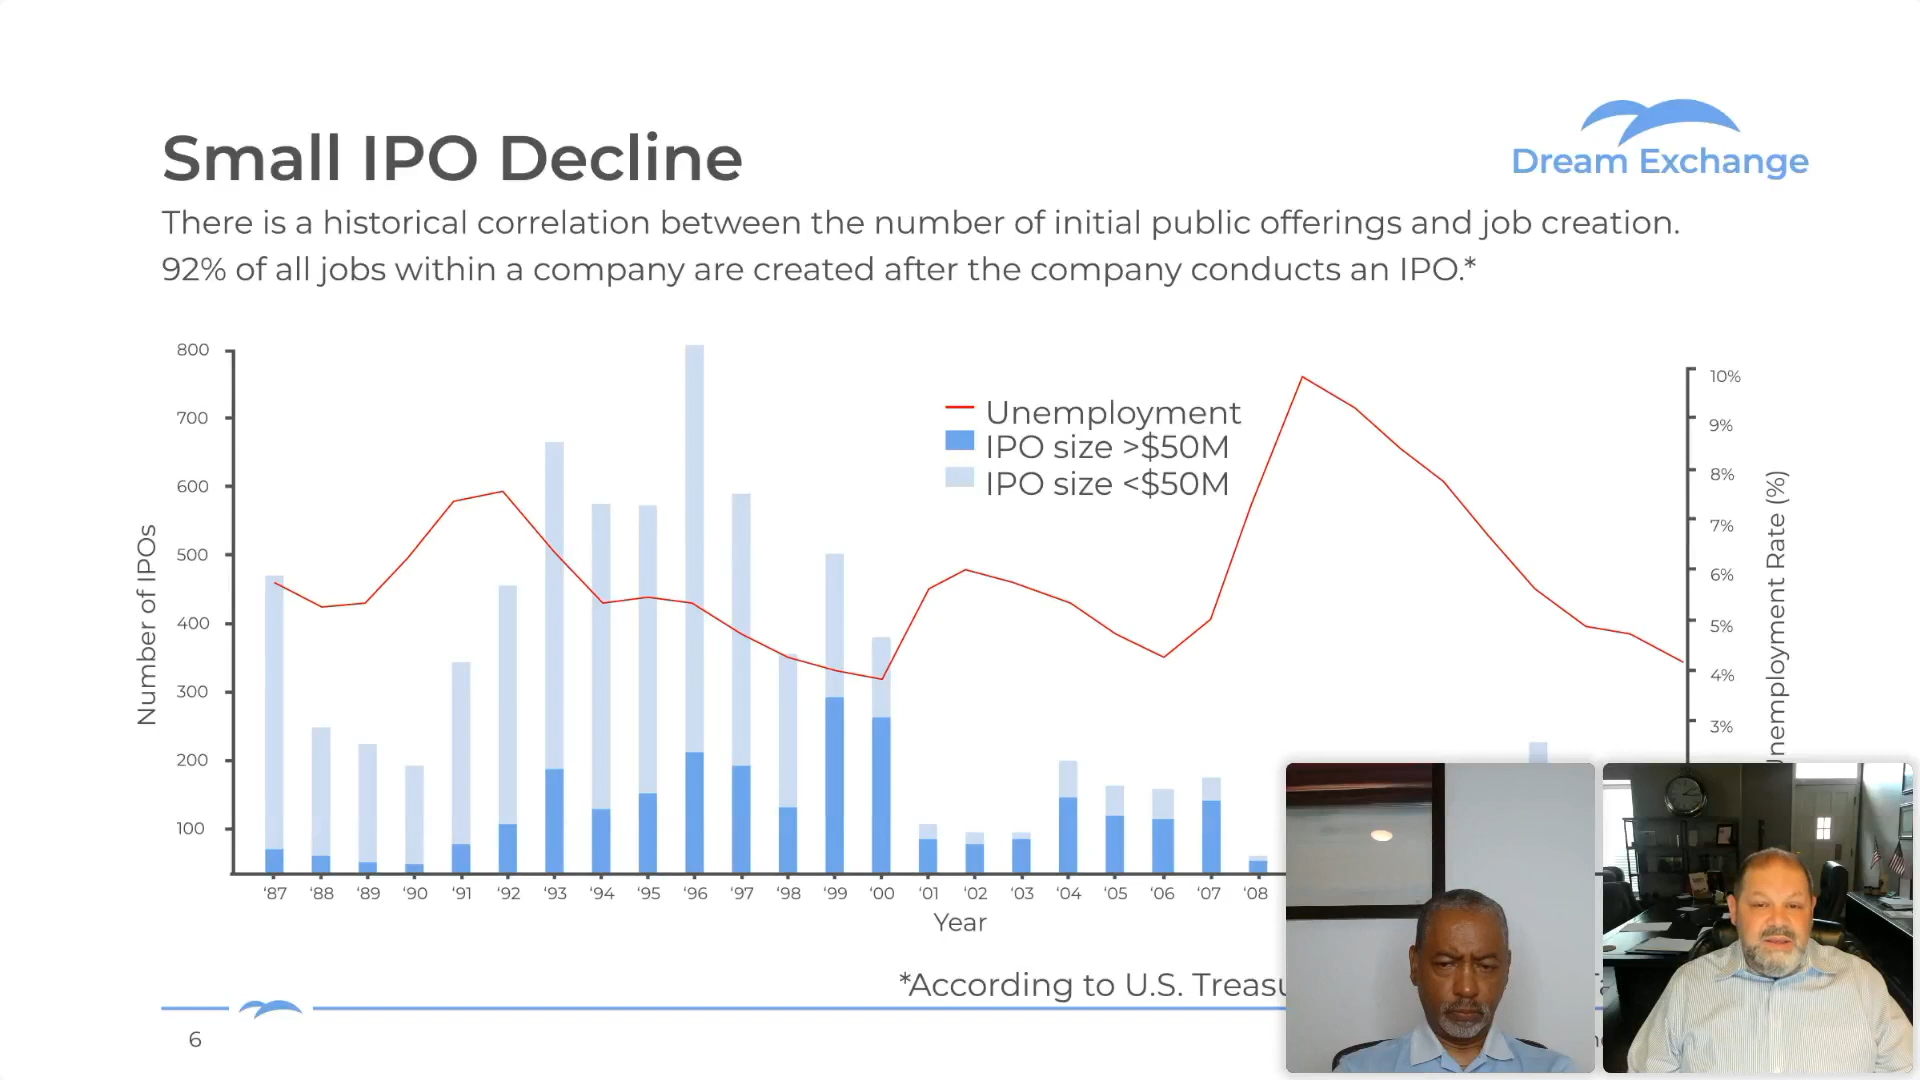 Dream Exchange
Small IPO Decline
There is a historical correlation between the number of initial public offerings and job creation.
92% of all jobs within a company are created after the company conducts an IPO.*
800
700
600
500
400
300
200
100
Number of IPOs
Unemployment
IPO size >$50M
IPO size <$50M
10%
9%
8%
7%
6%
5%
4%
3%
Unemployment Rate (%)
‘87 ‘88 ‘89 ‘90 ‘91 ‘92 ‘93 ‘94 ‘95 ‘96 ‘97 ‘98 ‘99 ‘00 ‘01 ‘02 ‘03 ‘04 ‘05 ‘06 ‘07 ‘08
Year
*According to U.S.
6